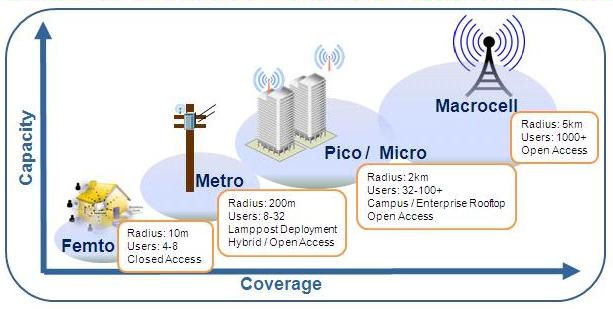 Capacity
Macrocell
Radius: 5km
Users: 1000+
Open Access
Pico / Micro
Radius: 2km
Users: 32-100+
Campus / Enterprise Rooftop
Open Access
Metro
Radius: 200m
Users: 8-32
Lamppost Deployment
Hybrid / Open Access
Femto
Radius: 10m
Users: 4-8
Closed Access
Coverage